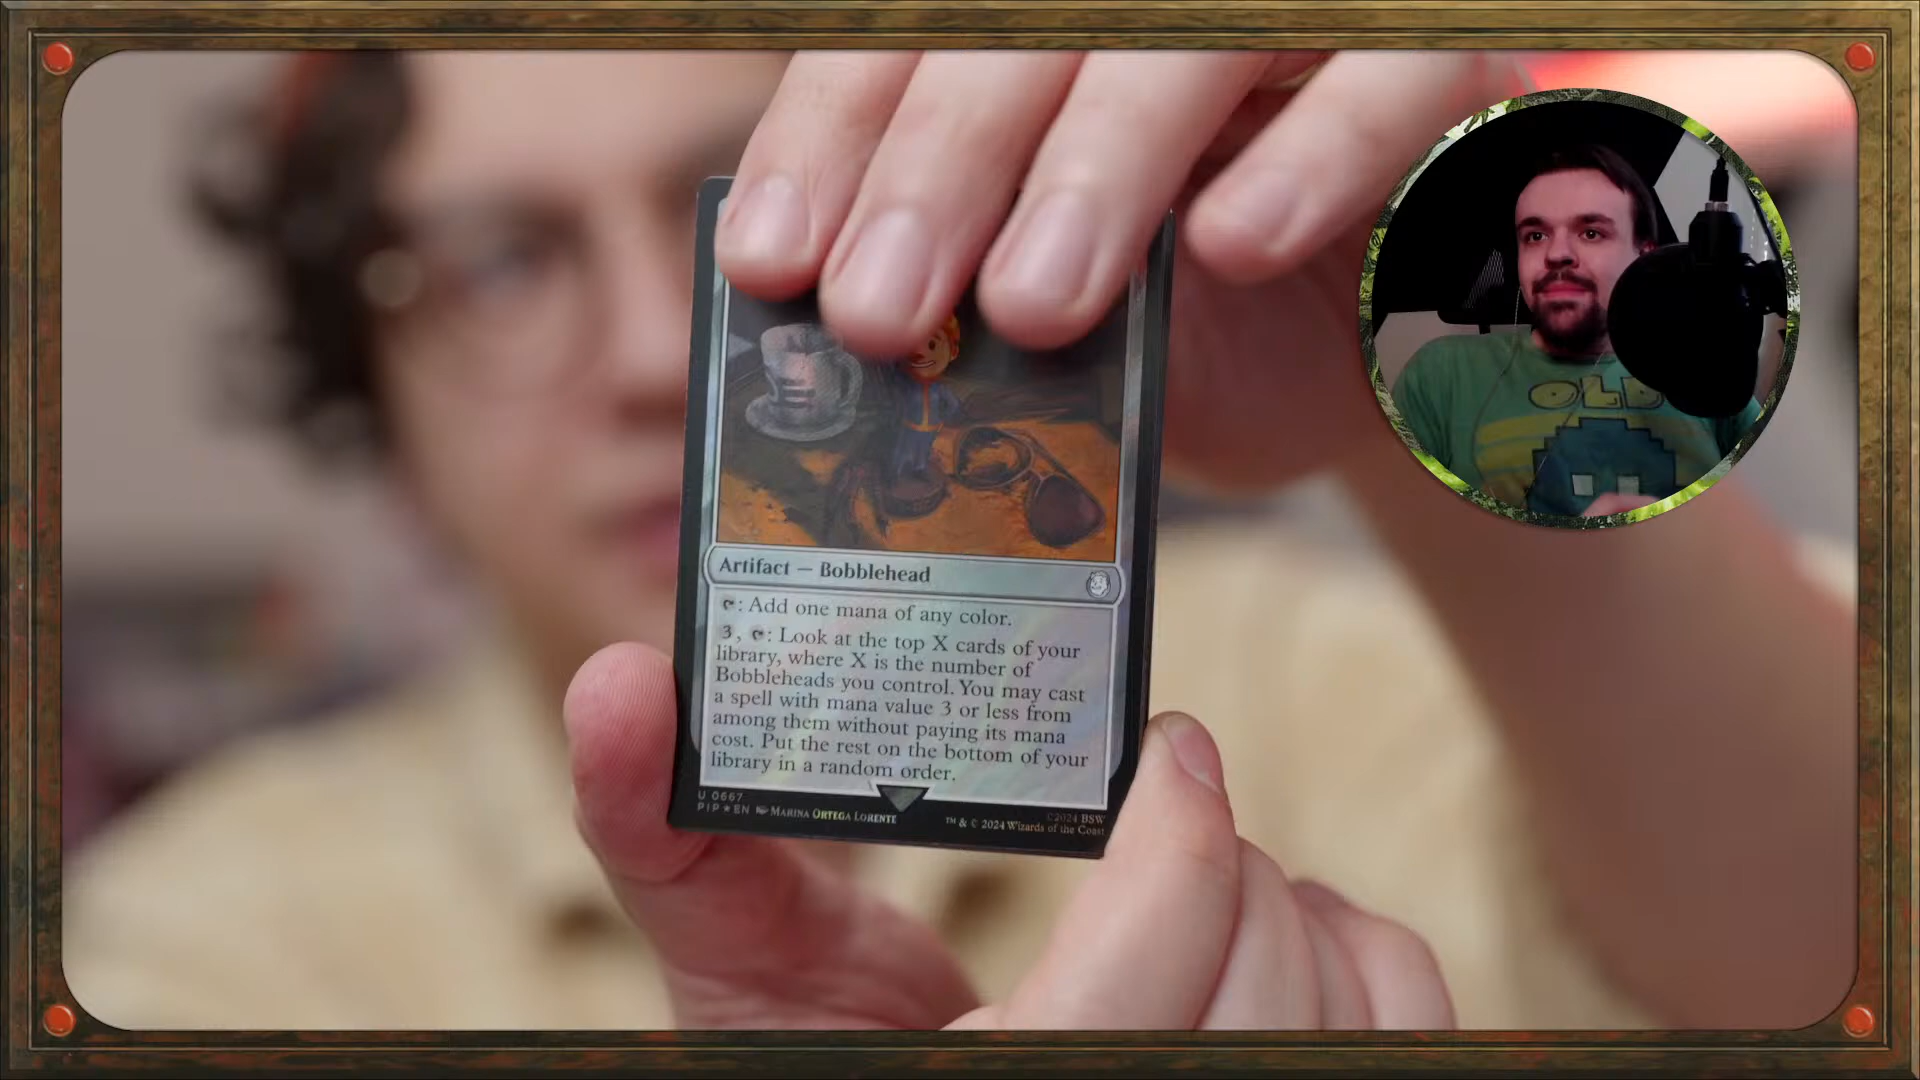 Artifact — Bobblehead
: Add one mana of any color.
3, : Look at the top X cards of your
library, where X is the number of
Bobbleheads you control. You may cast
a spell with mana value 3 or less from
among them without paying its mana
cost. Put the rest on the bottom of your
library in a random order.
U 0667
PIP★EN MARINA ORTEGA LORENTE
©2024 BSW
™ & © 2024 Wizards of the Coast
OLD